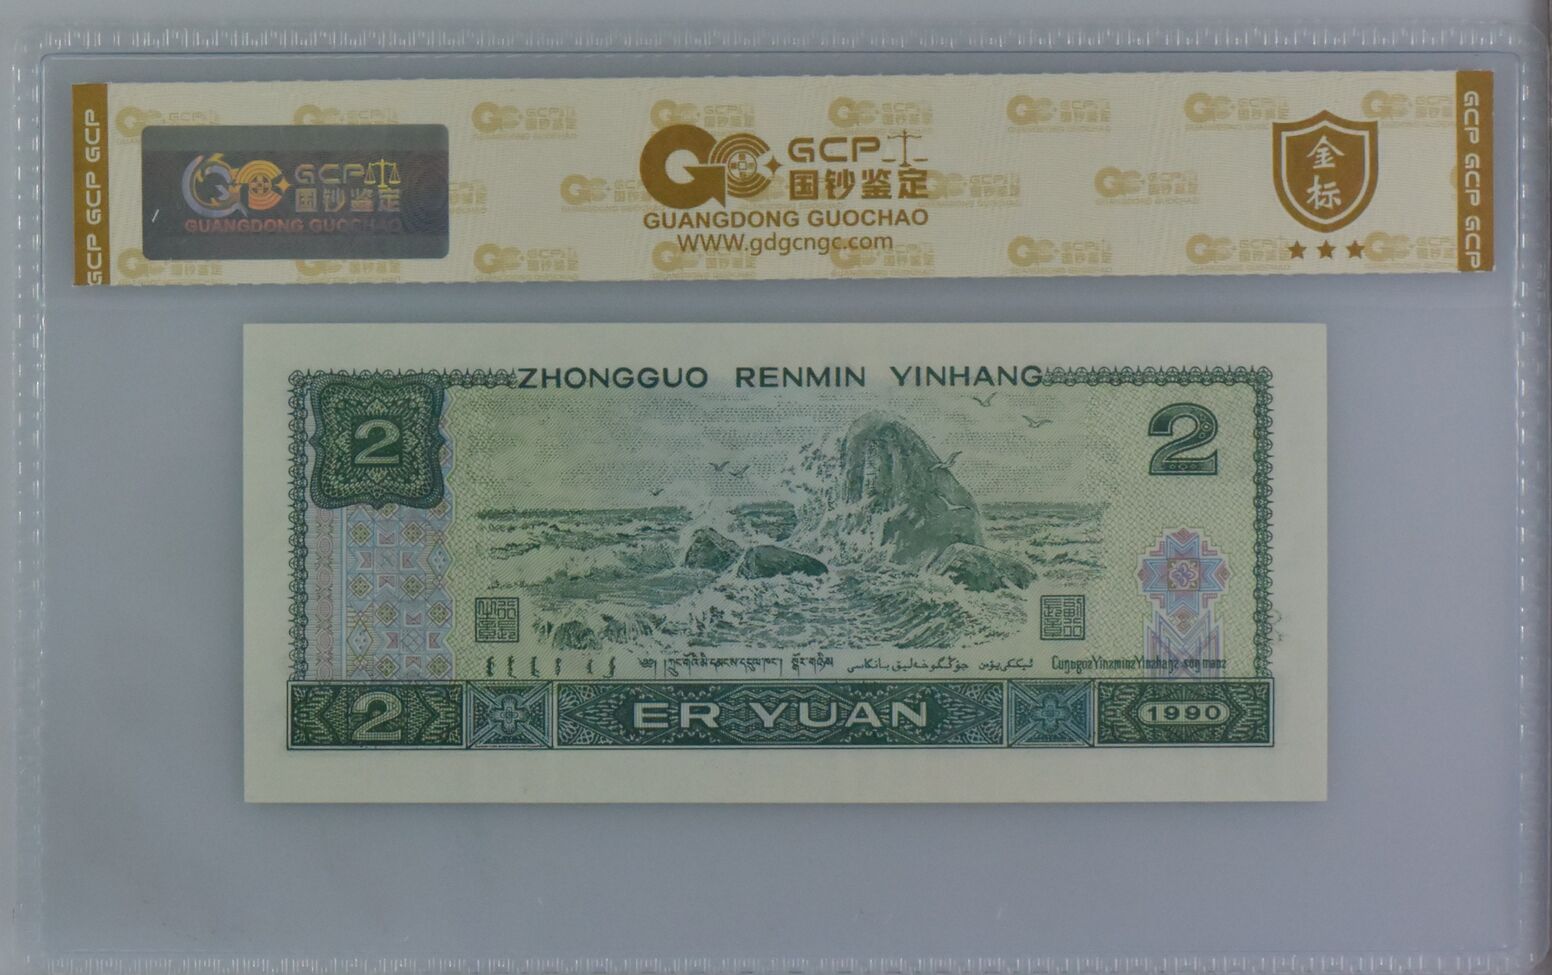 GCP GCP GCP
GCP
国钞鉴定
GUANGDONG GUOCHAO
GCP
国钞鉴定
GUANGDONG GUOCHAO
WWW.gdgcngc.com
金标
GCP GCP GCP
ZHONGGUO RENMIN YINHANG
2
2
2
ER YUAN
1990